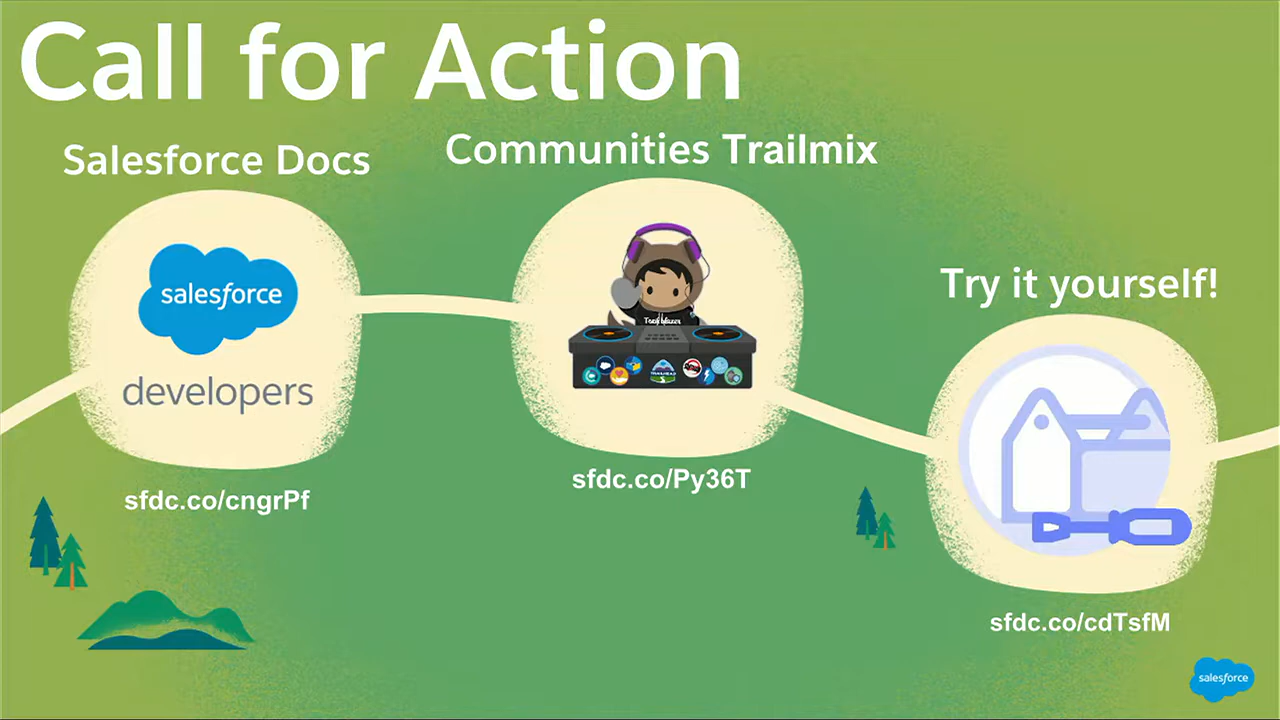 Call for Action
Salesforce Docs
Communities Trailmix
Try it yourself!
salesforce
developers
sfdc.co/cngrPf
sfdc.co/Py36T
sfdc.co/cdTsfM
salesforce